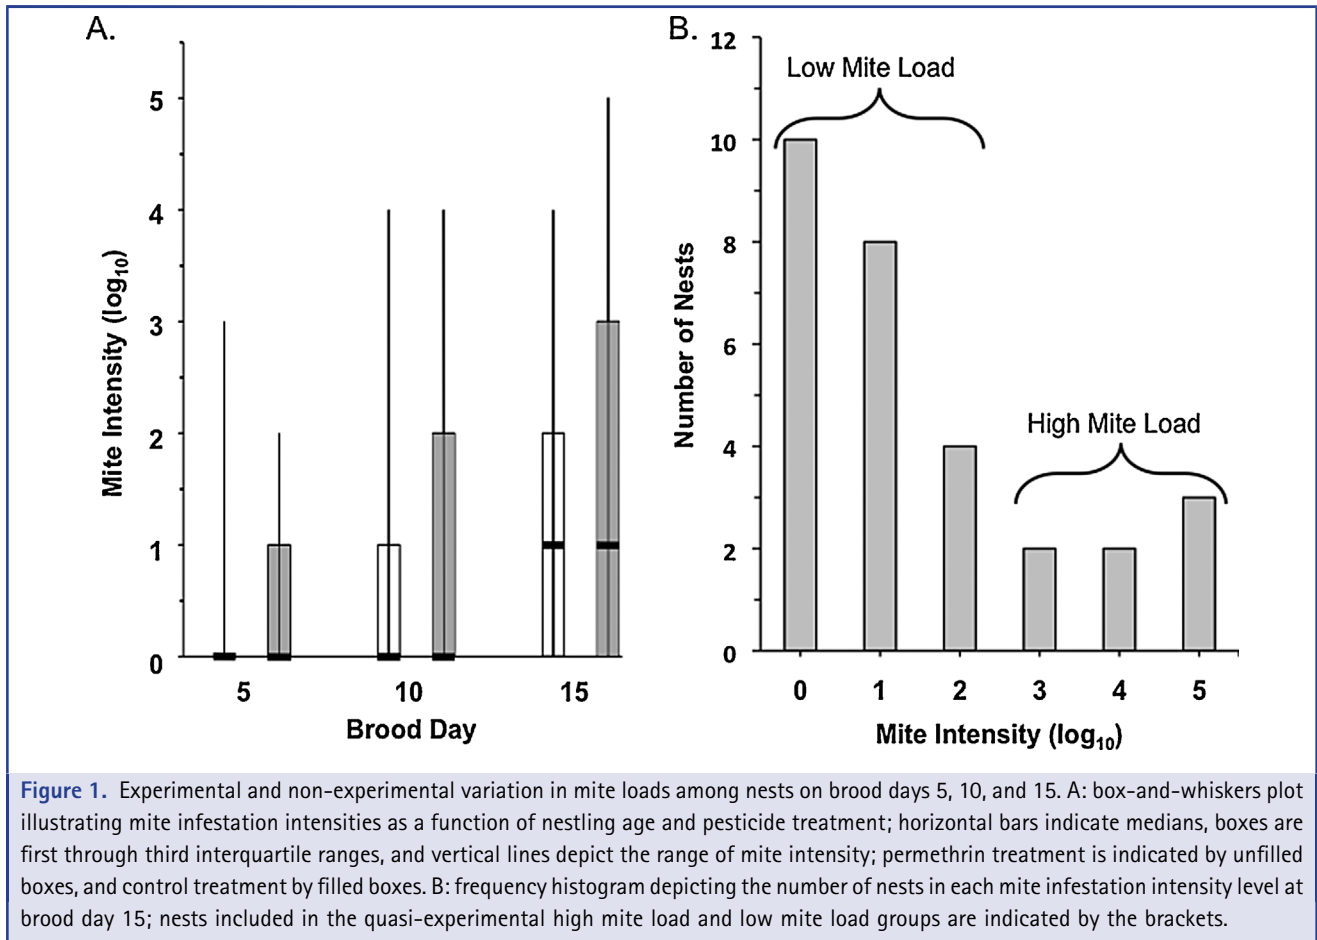 A.
5
4
3
2
1
0
Mite Intensity (log10)
5 10 15
Brood Day
B.
12
10
8
6
4
2
0
Number of Nests
Low Mite Load
High Mite Load
0 1 2 3 4 5
Mite Intensity (log10)
Figure 1. Experimental and non-experimental variation in mite loads among nests on brood days 5, 10, and 15. A: box-and-whiskers plot
illustrating mite infestation intensities as a function of nestling age and pesticide treatment; horizontal bars indicate medians, boxes are
first through third interquartile ranges, and vertical lines depict the range of mite intensity; permethrin treatment is indicated by unfilled
boxes, and control treatment by filled boxes. B: frequency histogram depicting the number of nests in each mite infestation intensity level at
brood day 15; nests included in the quasi-experimental high mite load and low mite load groups are indicated by the brackets.